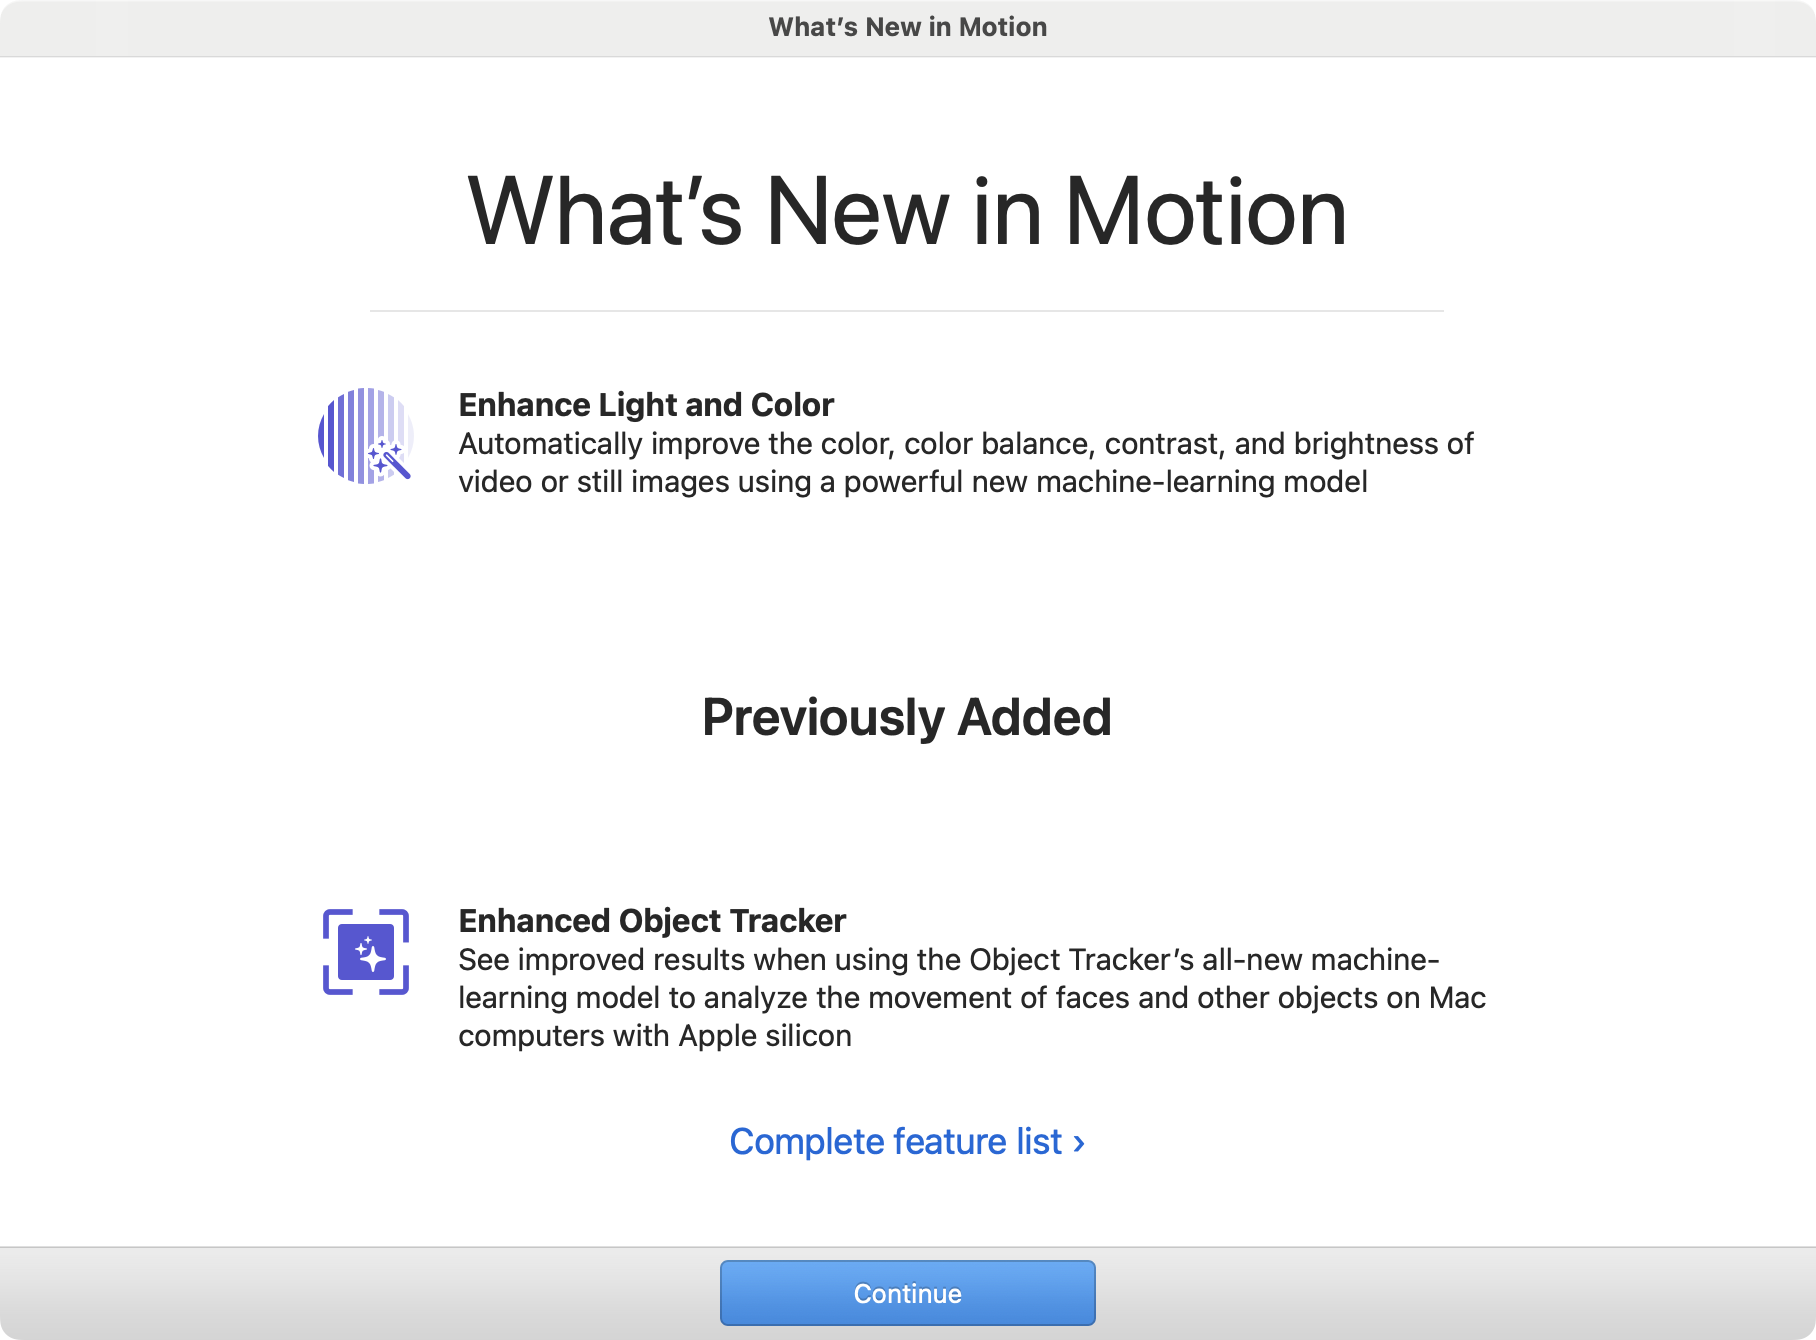 What’s New in Motion
What’s New in Motion
Enhance Light and Color
Automatically improve the color, color balance, contrast, and brightness of
video or still images using a powerful new machine-learning model
Previously Added
Enhanced Object Tracker
See improved results when using the Object Tracker’s all-new machine-
learning model to analyze the movement of faces and other objects on Mac
computers with Apple silicon
Complete feature list ›
Continue